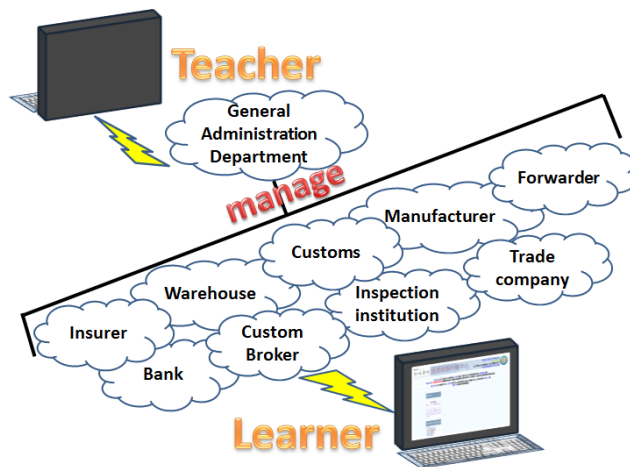 Teacher
General
Administration
Department
manage
Forwarder
Manufacturer
Customs
Trade
company
Warehouse
Inspection
institution
Insurer
Custom
Broker
Bank
Learner